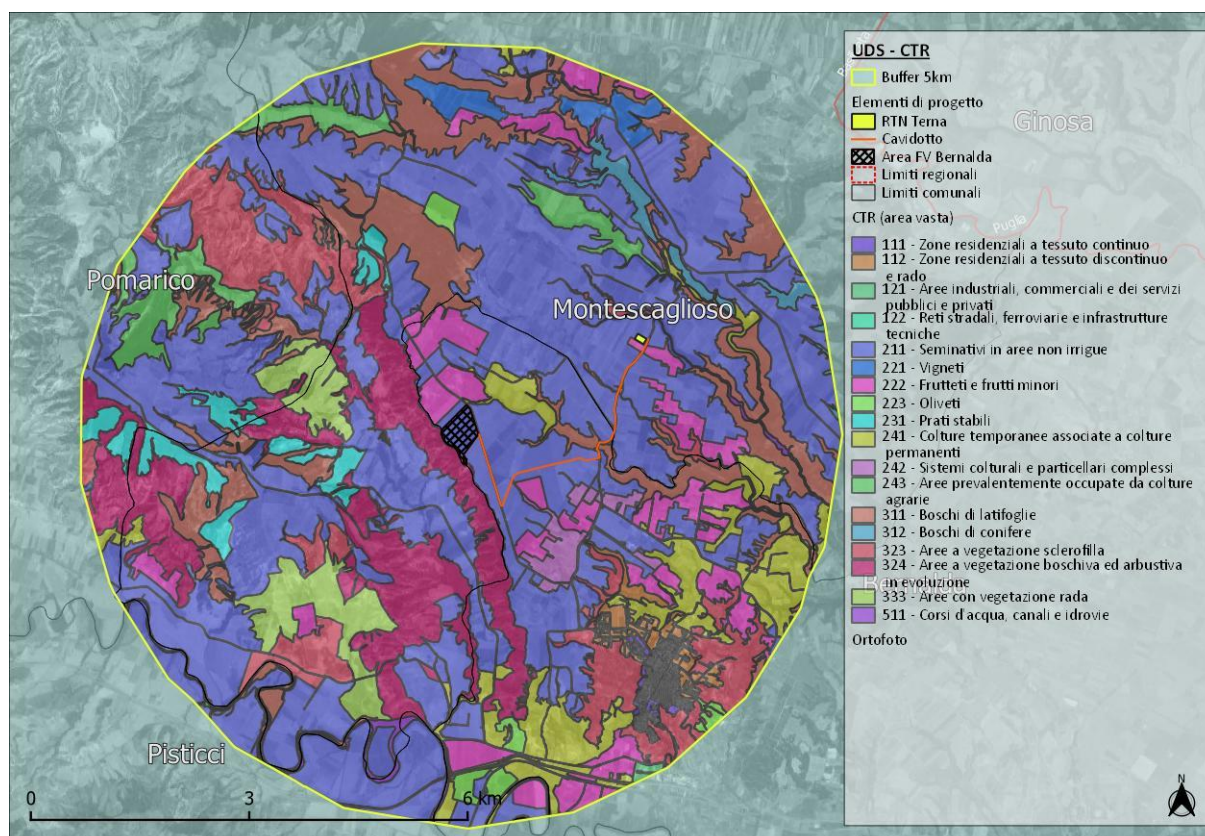 UDS - CTR
Buffer 5km
Elementi di progetto
RTN Terna
Cavidotto
Area FV Bernalda
Limiti regionali
Limiti comunali
CTR (area vasta)
111 - Zone residenziali a tessuto continuo
112 - Zone residenziali a tessuto discontinuo
e rado
121 - Aree industriali, commerciali e dei servizi
pubblici e privati
122 - Reti stradali, ferroviarie e infrastrutture
tecniche
211 - Seminativi in aree non irrigue
221 - Vigneti
222 - Frutteti e frutti minori
223 - Oliveti
231 - Prati stabili
241 - Colture temporanee associate a colture
permanenti
242 - Sistemi colturali e particellari complessi
243 - Aree prevalentemente occupate da colture
agrarie
311 - Boschi di latifoglie
312 - Boschi di conifere
323 - Aree a vegetazione sclerofilla
324 - Aree a vegetazione boschiva ed arbustiva
in evoluzione
333 - Aree con vegetazione rada
511 - Corsi d'acqua, canali e idrovie
Ortofoto
Ginosa
Puglia
Pomarico
Montescaglioso
Pisticci
0 3 6 km
N